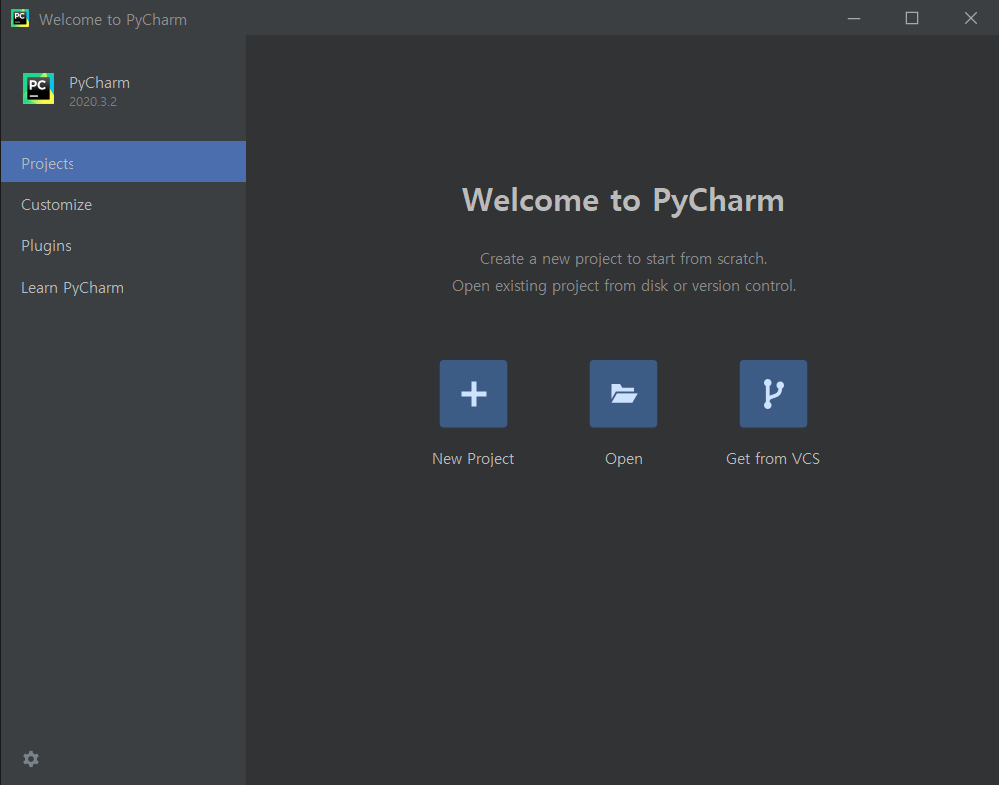 Welcome to PyCharm
PC
PyCharm
2020.3.2
Projects
Customize
Plugins
Learn PyCharm
Welcome to PyCharm
Create a new project to start from scratch.
Open existing project from disk or version control.
New Project
Open
Get from VCS